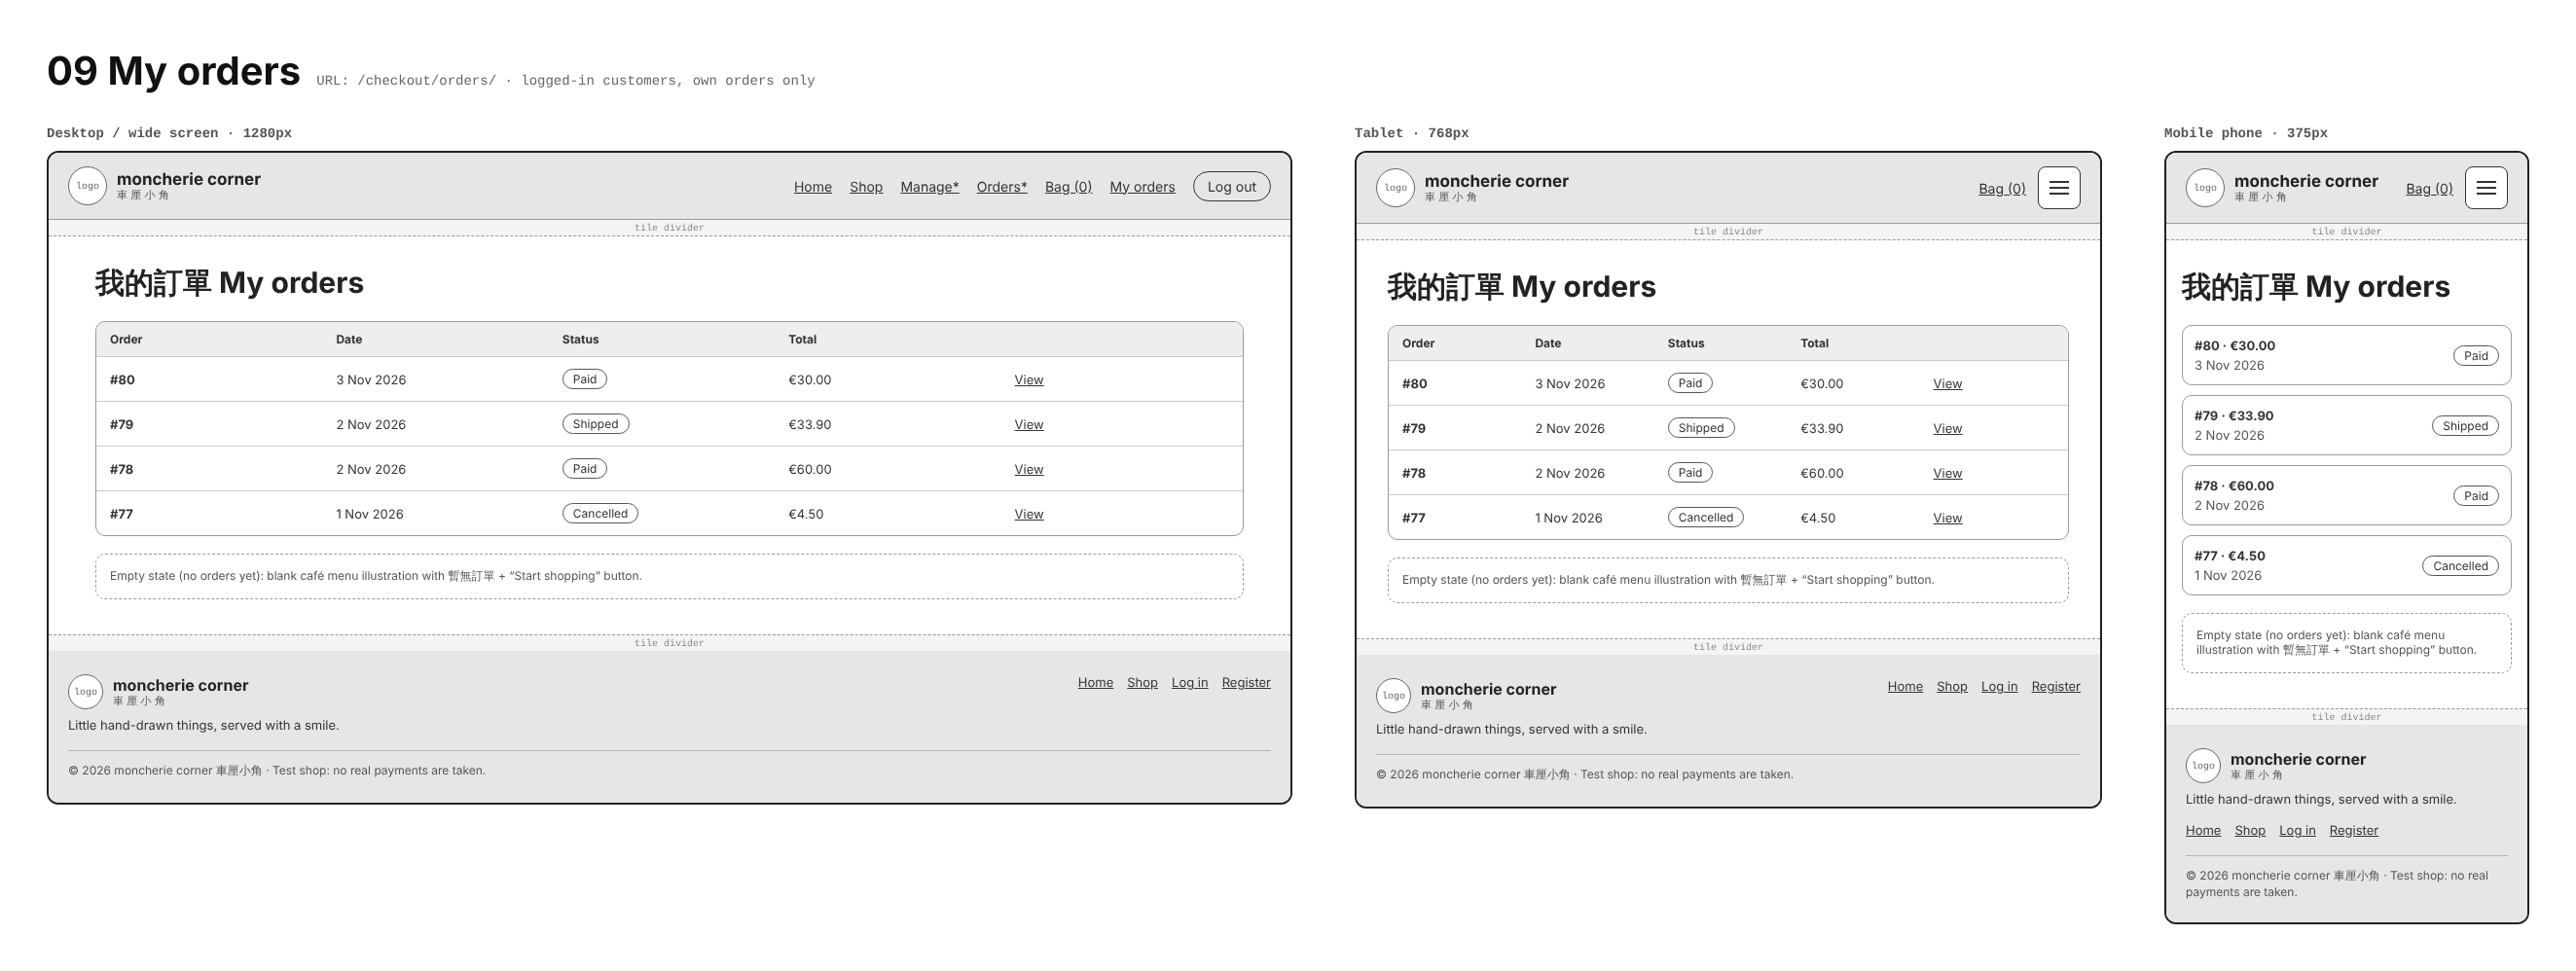 09 My orders URL: /checkout/orders/ · logged-in customers, own orders only
Desktop / wide screen · 1280px
logo
moncherie corner
車厘小角
Home Shop Manage* Orders* Bag (0) My orders Log out
tile divider
我的訂單 My orders
Order Date Status Total
#80 3 Nov 2026 Paid €30.00 View
#79 2 Nov 2026 Shipped €33.90 View
#78 2 Nov 2026 Paid €60.00 View
#77 1 Nov 2026 Cancelled €4.50 View
Empty state (no orders yet): blank café menu illustration with 暫無訂單 + “Start shopping” button.
tile divider
logo
moncherie corner
車厘小角
Home Shop Log in Register
Little hand-drawn things, served with a smile.
© 2026 moncherie corner 車厘小角 · Test shop: no real payments are taken.
Tablet · 768px
logo
moncherie corner
車厘小角
Bag (0)
tile divider
我的訂單 My orders
Order Date Status Total
#80 3 Nov 2026 Paid €30.00 View
#79 2 Nov 2026 Shipped €33.90 View
#78 2 Nov 2026 Paid €60.00 View
#77 1 Nov 2026 Cancelled €4.50 View
Empty state (no orders yet): blank café menu illustration with 暫無訂單 + “Start shopping” button.
tile divider
logo
moncherie corner
車厘小角
Home Shop Log in Register
Little hand-drawn things, served with a smile.
© 2026 moncherie corner 車厘小角 · Test shop: no real payments are taken.
Mobile phone · 375px
logo
moncherie corner
車厘小角
Bag (0)
tile divider
我的訂單 My orders
#80 · €30.00
3 Nov 2026
Paid
#79 · €33.90
2 Nov 2026
Shipped
#78 · €60.00
2 Nov 2026
Paid
#77 · €4.50
1 Nov 2026
Cancelled
Empty state (no orders yet): blank café menu
illustration with 暫無訂單 + “Start shopping” button.
tile divider
logo
moncherie corner
車厘小角
Little hand-drawn things, served with a smile.
Home Shop Log in Register
© 2026 moncherie corner 車厘小角 · Test shop: no real
payments are taken.